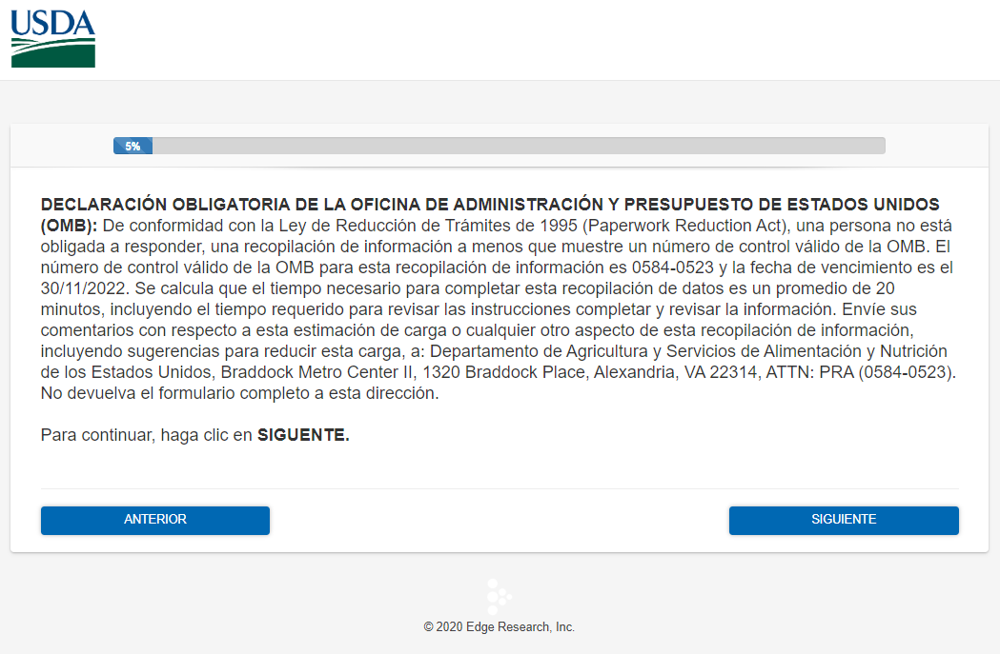 USDA
5%
DECLARACIÓN OBLIGATORIA DE LA OFICINA DE ADMINISTRACIÓN Y PRESUPUESTO DE ESTADOS UNIDOS
(OMB): De conformidad con la Ley de Reducción de Trámites de 1995 (Paperwork Reduction Act), una persona no está
obligada a responder, una recopilación de información a menos que muestre un número de control válido de la OMB. El
número de control válido de la OMB para esta recopilación de información es 0584-0523 y la fecha de vencimiento es el
30/11/2022. Se calcula que el tiempo necesario para completar esta recopilación de datos es un promedio de 20
minutos, incluyendo el tiempo requerido para revisar las instrucciones completar y revisar la información. Envíe sus
comentarios con respecto a esta estimación de carga o cualquier otro aspecto de esta recopilación de información,
incluyendo sugerencias para reducir esta carga, a: Departamento de Agricultura y Servicios de Alimentación y Nutrición
de los Estados Unidos, Braddock Metro Center II, 1320 Braddock Place, Alexandria, VA 22314, ATTN: PRA (0584-0523).
No devuelva el formulario completo a esta dirección.
Para continuar, haga clic en SIGUENTE.
ANTERIOR
SIGUIENTE
© 2020 Edge Research, Inc.